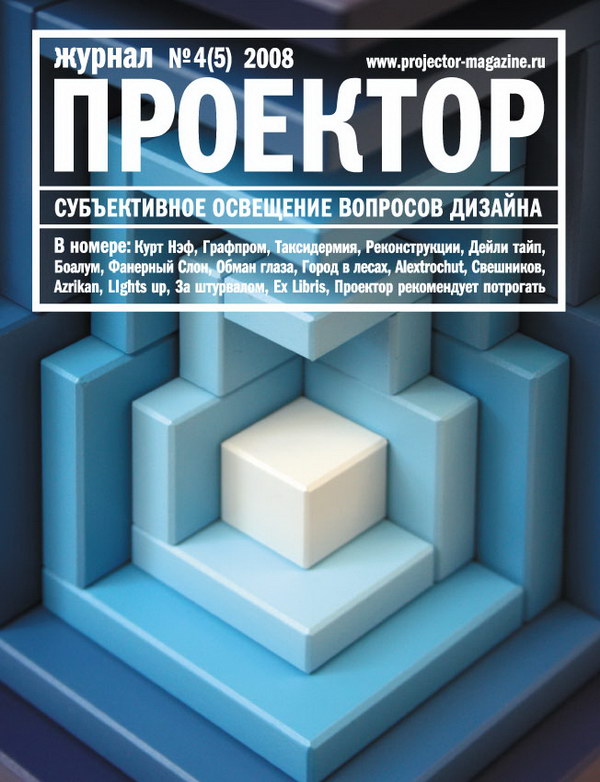 журнал №4(5) 2008 www.projector-magazine.ru
ПРОЕКТОР
СУБЪЕКТИВНОЕ ОСВЕЩЕНИЕ ВОПРОСОВ ДИЗАЙНА
В номере: Курт Нэф, Графпром, Таксидермия, Реконструкции, Дейли тайп,
Боалум, Фанерный Слон, Обман глаза, Город в лесах, Alextrochut, Свешников,
Azrikan, LIghts up, За штурвалом, Ex Libris, Проектор рекомендует потрогать